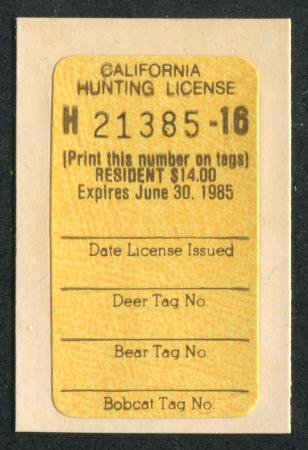 CALIFORNIA
HUNTING LICENSE
H 21385-16
(Print this number on tags)
RESIDENT $14.00
Expires June 30, 1985
Date License Issued
Deer Tag No.
Bear Tag No.
Bobcat Tag No.